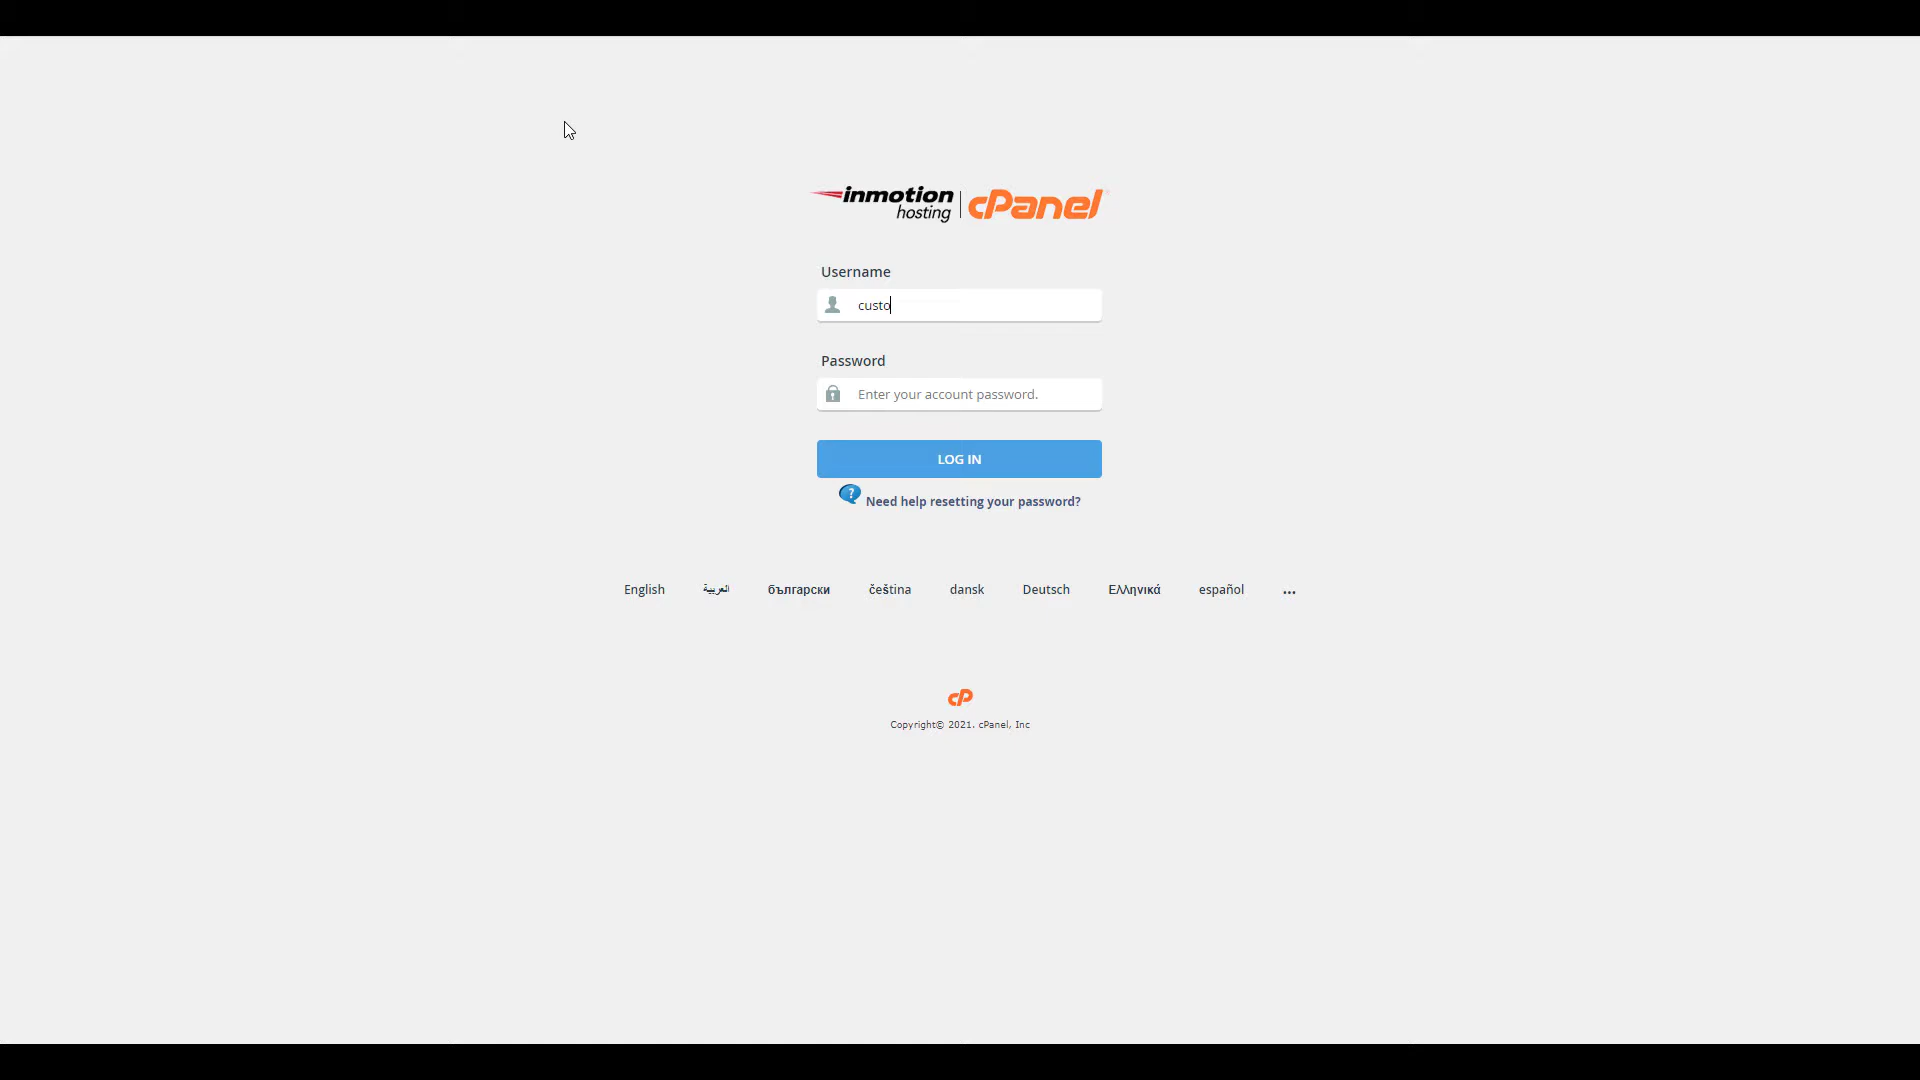 inmotion
hosting
cPanel
Username
custo
Password
Enter your account password.
LOG IN
? Need help resetting your password?
English العربية български čeština dansk Deutsch Ελληνικά español ...
cP
Copyright© 2021. cPanel, Inc